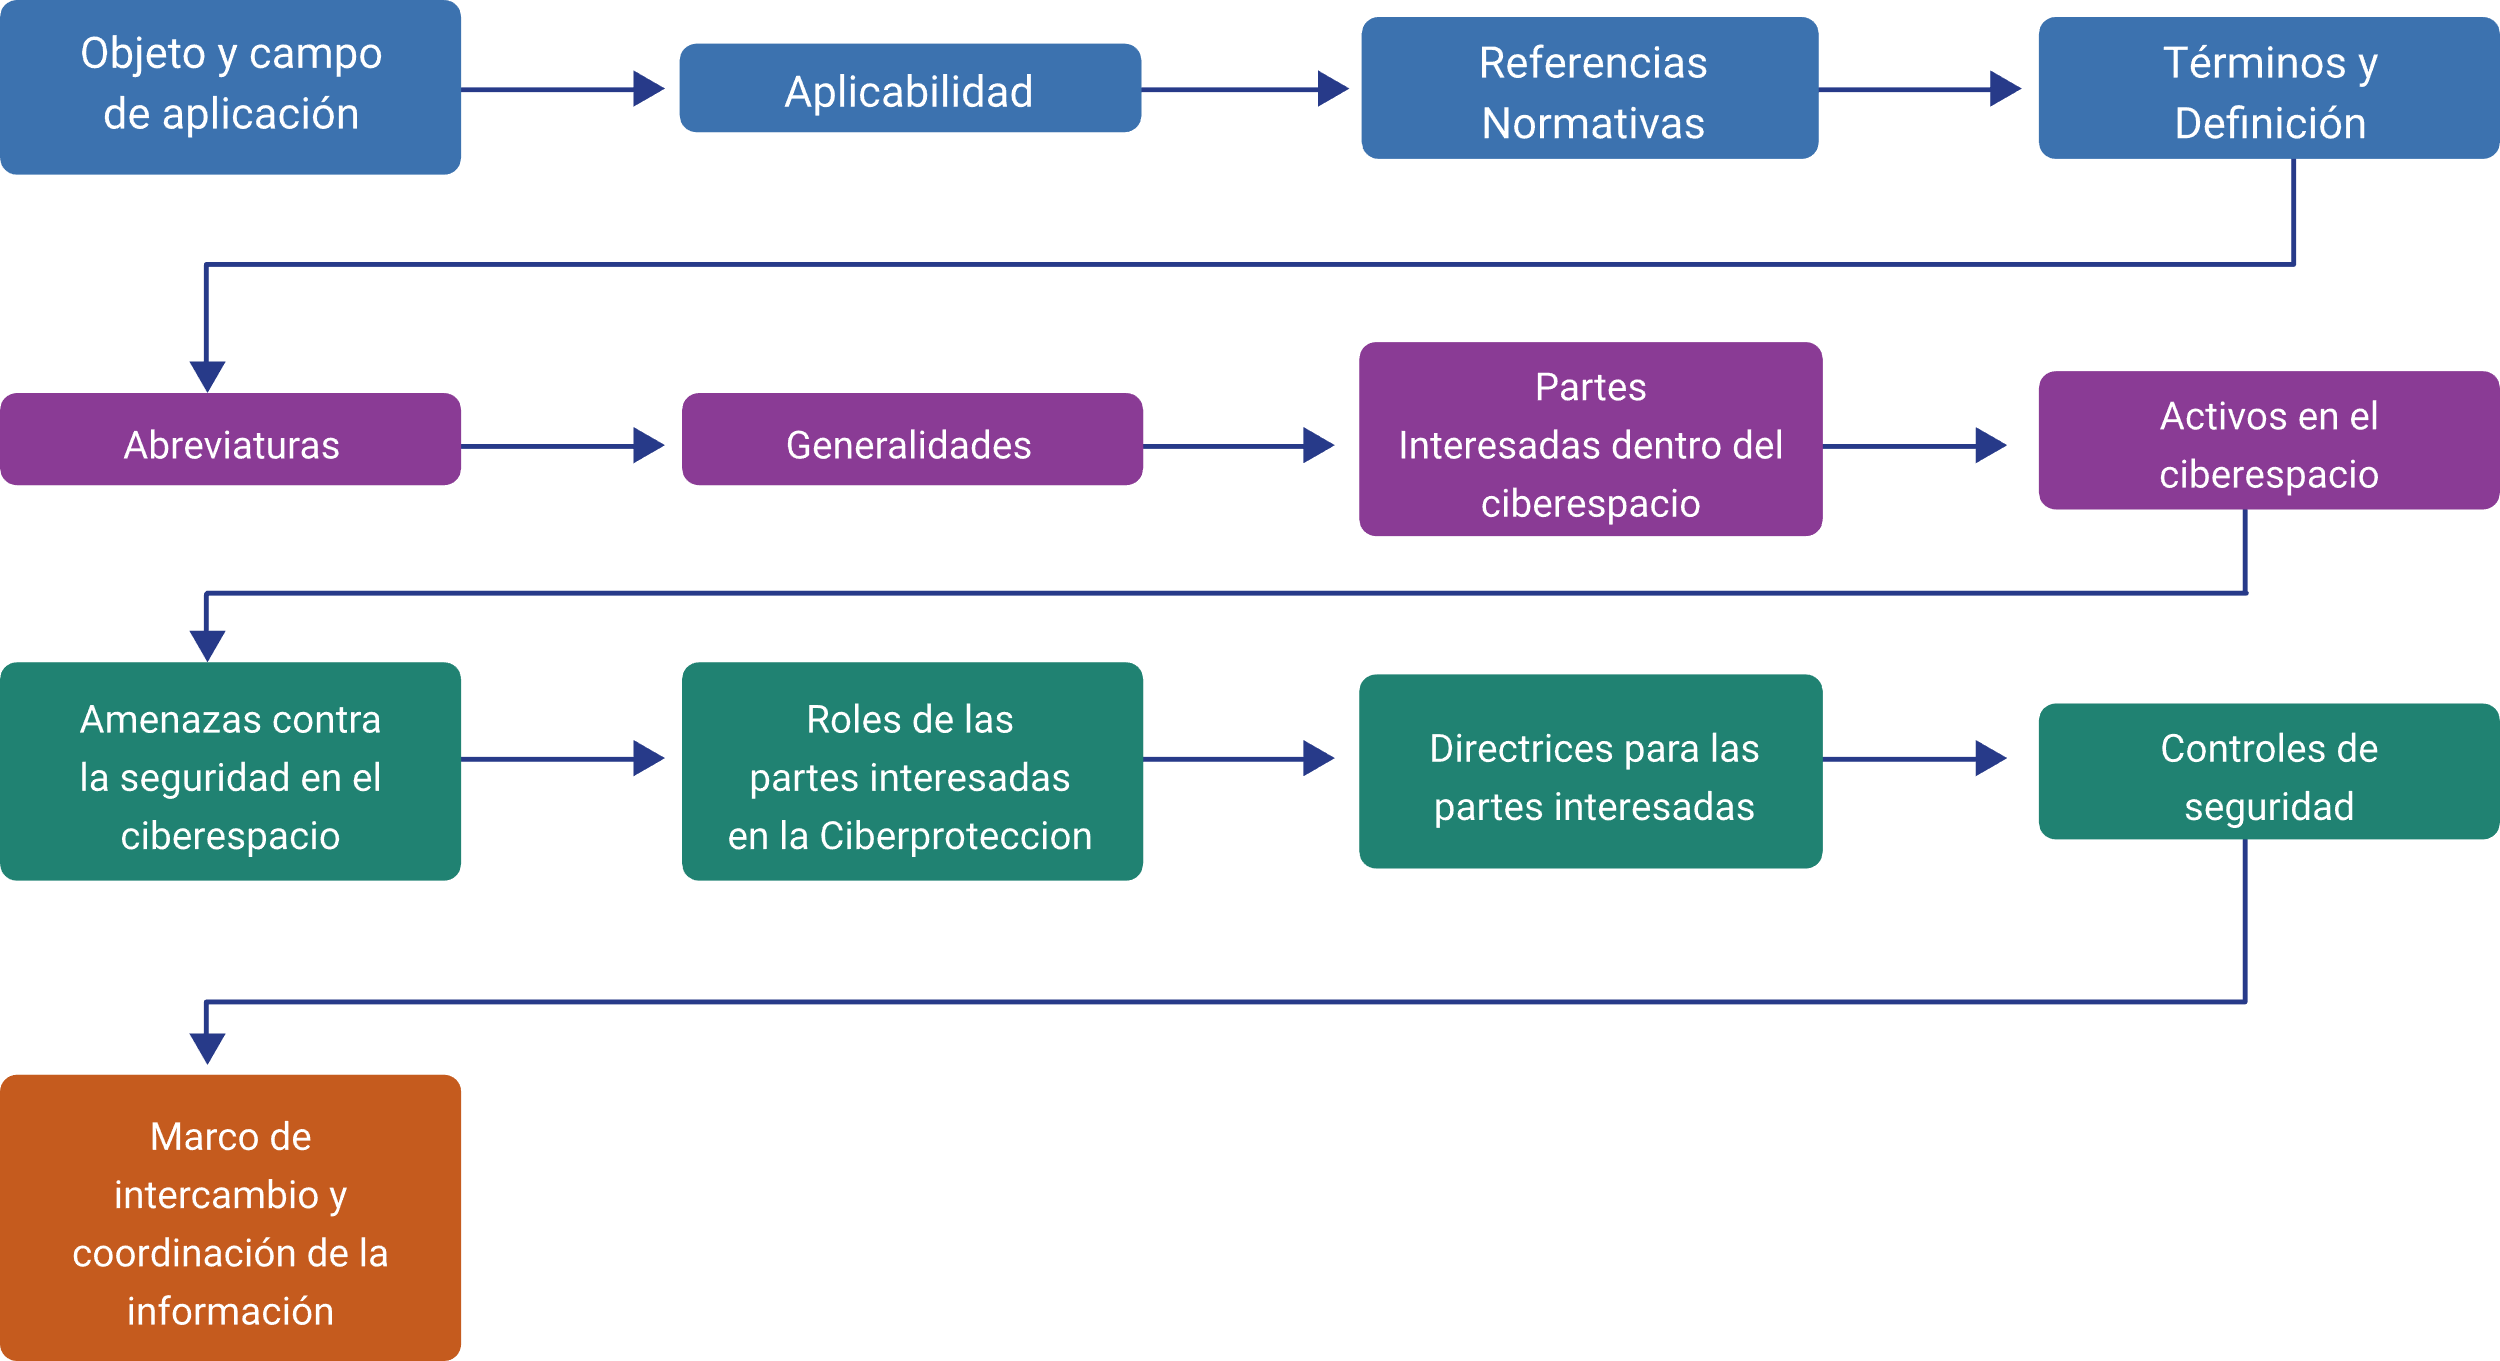 Objeto y campo
de aplicación
Aplicabilidad
Referencias
Normativas
Términos y
Definición
Abreviaturas
Generalidades
Partes
Interesadas dentro del
ciberespacio
Activos en el
ciberespacio
Amenazas contra
la seguridad en el
ciberespacio
Roles de las
partes interesadas
en la Ciberproteccion
Directrices para las
partes interesadas
Controles de
seguridad
Marco de
intercambio y
coordinación de la
información